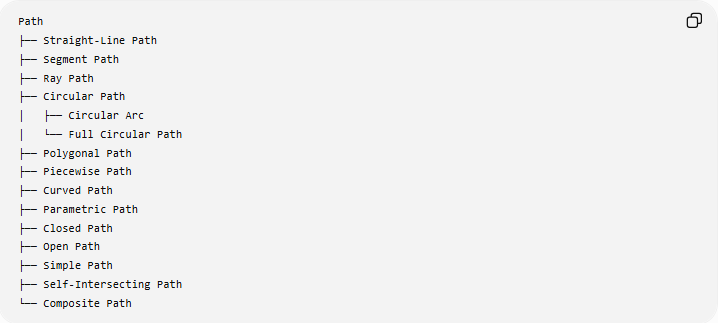 Path
├── Straight-Line Path
├── Segment Path
├── Ray Path
├── Circular Path
│   ├── Circular Arc
│   └── Full Circular Path
├── Polygonal Path
├── Piecewise Path
├── Curved Path
├── Parametric Path
├── Closed Path
├── Open Path
├── Simple Path
├── Self-Intersecting Path
└── Composite Path